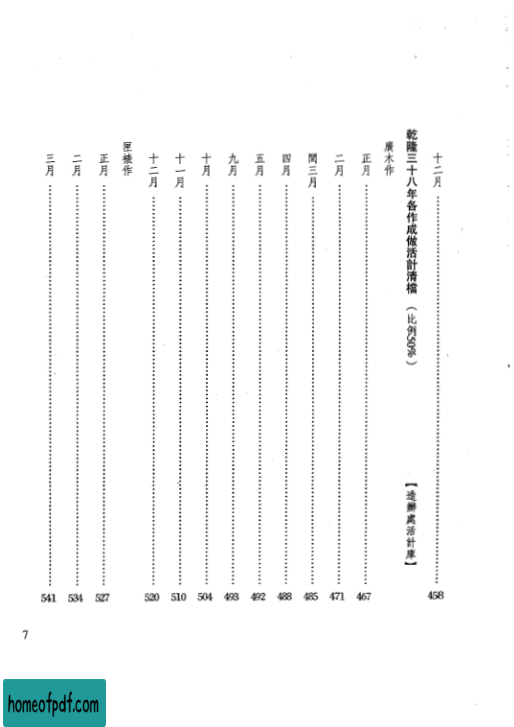 十二月 458
乾隆三十八年各作成做活計清檔（比例50%）【造辦處活計庫】
廣木作
正月 467
二月 471
閏三月 485
四月 488
五月 492
九月 493
十月 504
十一月 510
十二月 520
匣裱作
正月 527
二月 534
三月 541
7
homeofpdf.com